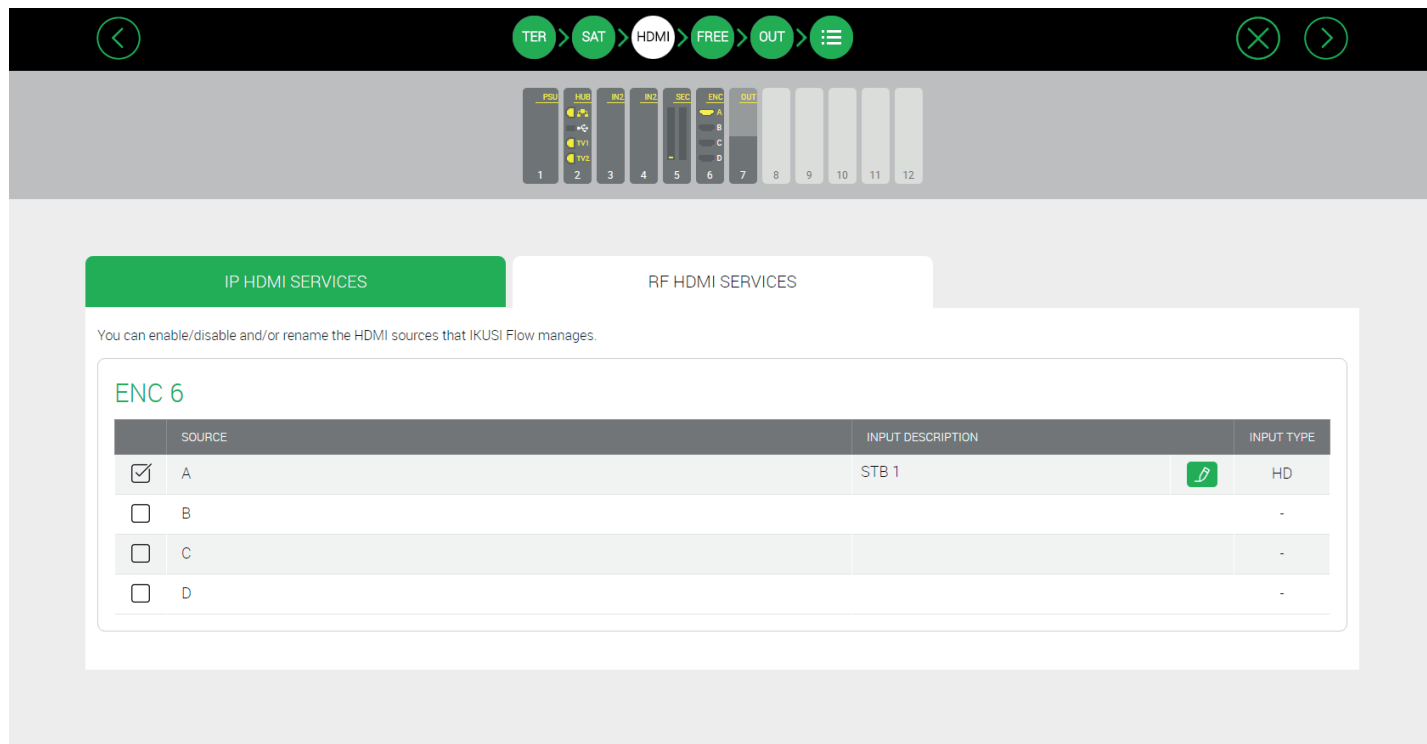 TER SAT HDMI FREE OUT
PSU HUB IN2 IN2 SEC ENC OUT
A
B
TV1 C
TV2 D
1 2 3 4 5 6 7 8 9 10 11 12
IP HDMI SERVICES RF HDMI SERVICES
You can enable/disable and/or rename the HDMI sources that IKUSI Flow manages.
ENC 6
SOURCE INPUT DESCRIPTION INPUT TYPE
A STB 1 HD
B -
C -
D -